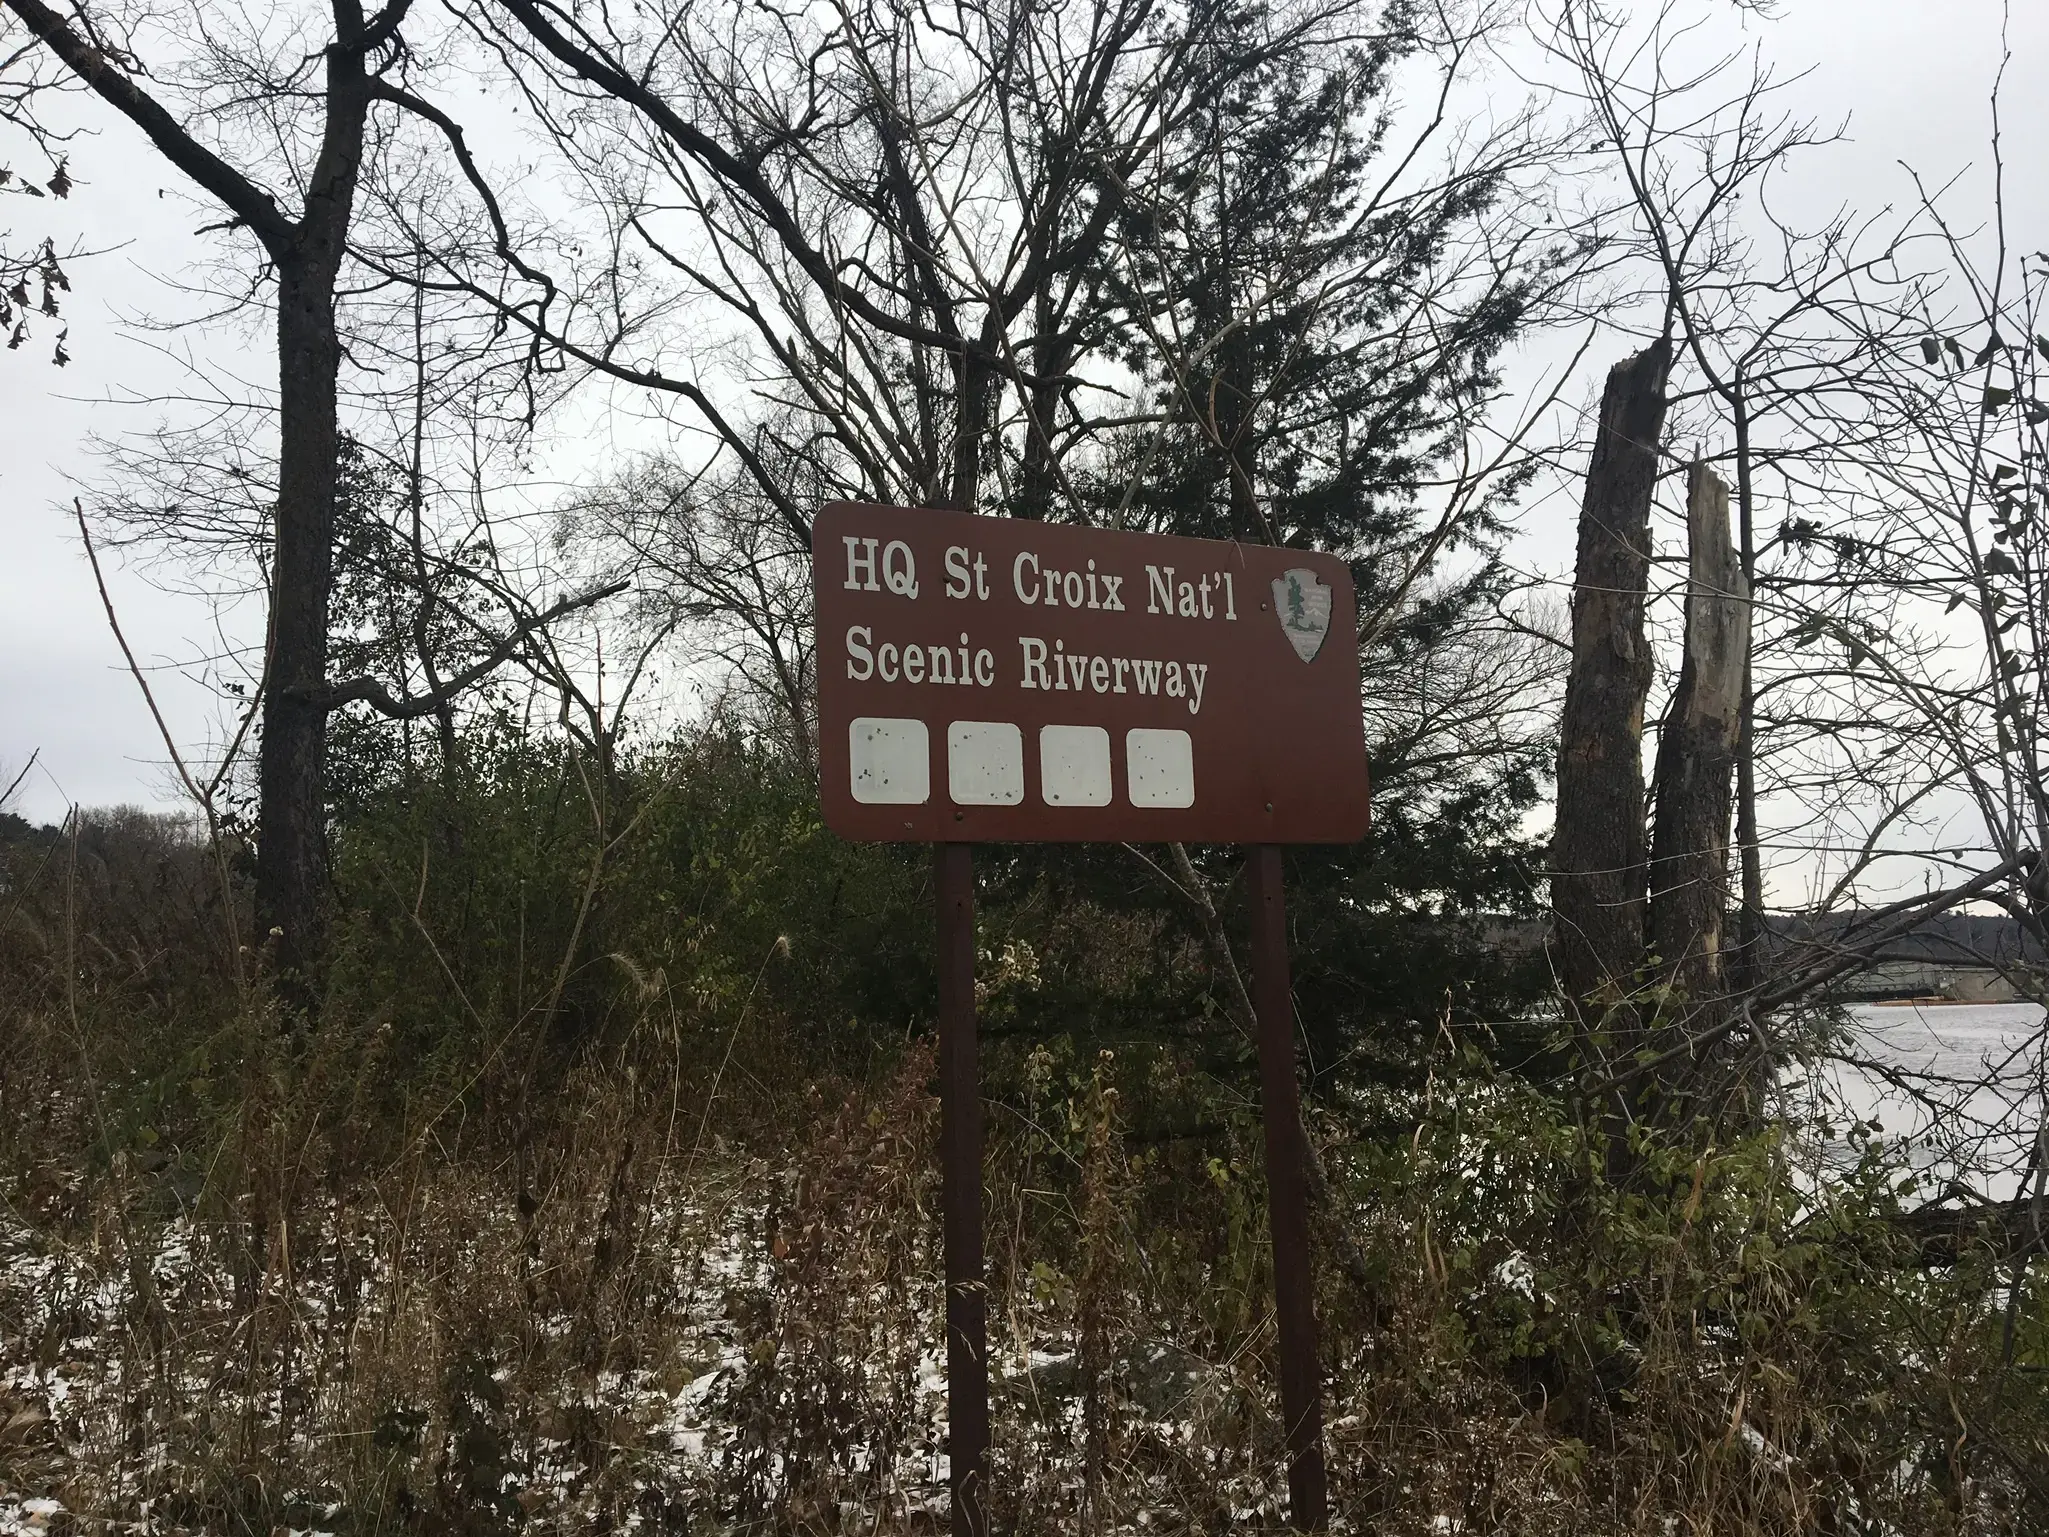 HQ St Croix Nat'l
Scenic Riverway